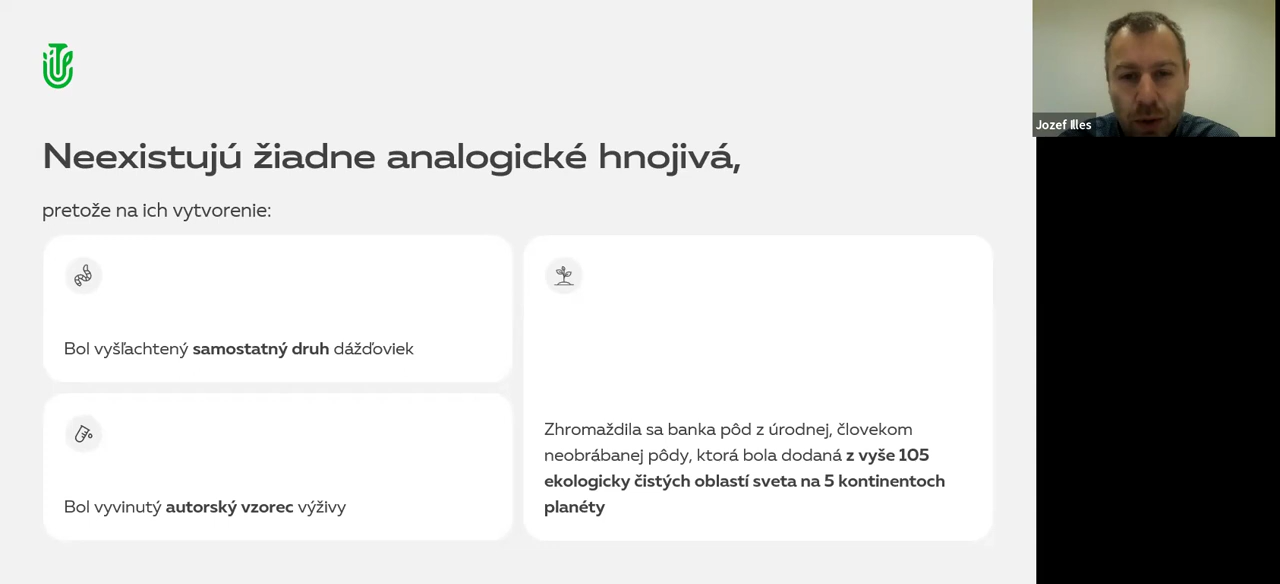 Neexistujú žiadne analogické hnojivá,
pretože na ich vytvorenie:
Bol vyšľachtený samostatný druh dážďoviek
Bol vyvinutý autorský vzorec výživy
Zhromaždila sa banka pôd z úrodnej, človekom
neobrábanej pôdy, ktorá bola dodaná z vyše 105
ekologicky čistých oblastí sveta na 5 kontinentoch
planéty
Jozef Illes